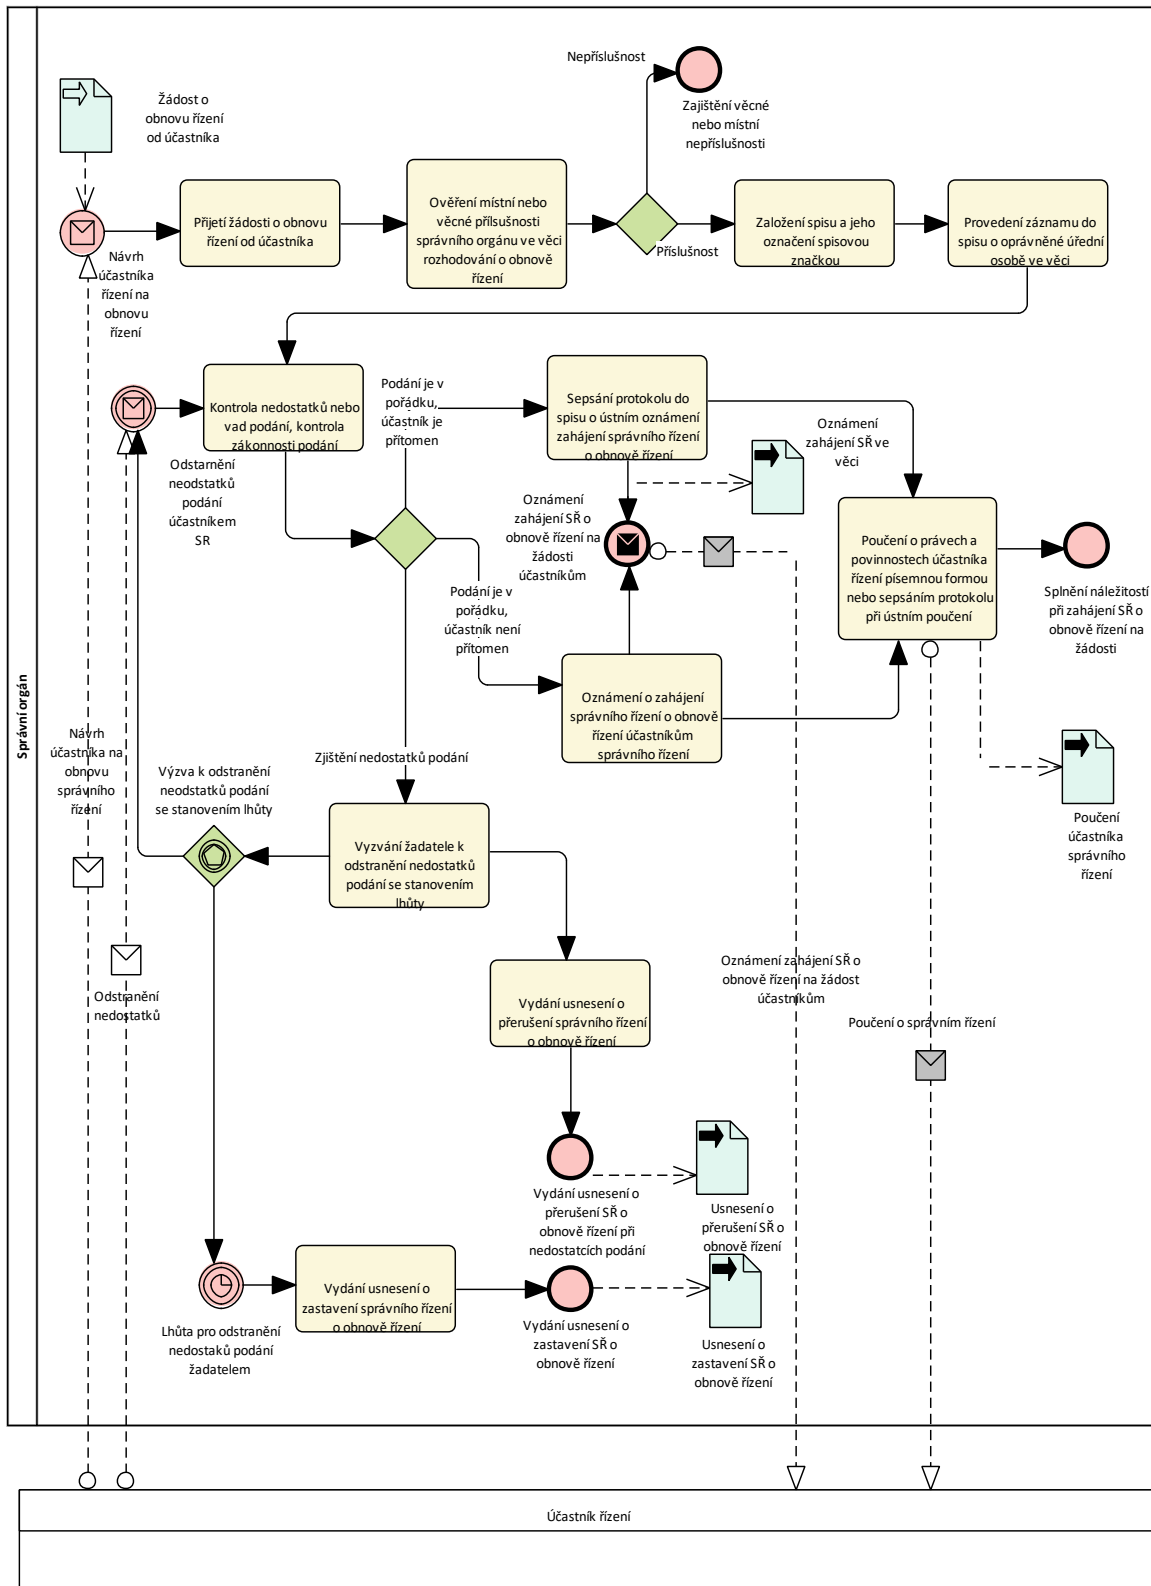 Správní orgán
Žádost o
obnovu řízení
od účastníka
Nepříslušnost
Zajištění věcné
nebo místní
nepříslušnosti
Přijetí žádosti o obnovu
řízení od účastníka
Ověření místní nebo
věcné přílsušnosti
správního orgánu ve věci
rozhodování o obnově
řízení
Příslušnost
Založení spisu a jeho
označení spisovou
značkou
Provedení záznamu do
spisu o oprávněné úřední
osobě ve věci
Návrh
účastníka
řízení na
obnovu
řízení
Kontrola nedostatků nebo
vad podání, kontrola
zákonnosti podání
Podání je v
pořádku,
účastník je
přítomen
Sepsání protokolu do
spisu o ústním oznámení
zahájení správního řízení
o obnově řízení
Oznámení
zahájení SŘ ve
věci
Odstarnění
neodstatků
podání
účastníkem
SR
Oznámení
zahájení SŘ o
obnově řízení na
žádosti
účastníkům
Poučení o právech a
povinnostech účastníka
řízení písemnou formou
nebo sepsáním protokolu
při ústním poučení
Splnění náležitostí
při zahájení SŘ o
obnově řízení na
žádosti
Podání je v
pořádku,
účastník není
přítomen
Oznámení o zahájení
správního řízení o obnově
řízení účastníkům
správního řízení
Návrh
účastníka na
obnovu
správního
řízení
Výzva k odstranění
neodstatků podání
se stanovením lhůty
Zjištění nedostatků podání
Vyzvání žadatele k
odstranění nedostatků
podání se stanovením
lhůty
Poučení
účastníka
správního
řízení
Odstranění
nedostatků
Vydání usnesení o
přerušení správního řízení
o obnově řízení
Oznámení zahájení SŘ o
obnově řízení na žádost
účastníkům
Poučení o správním řízení
Vydání usnesení o
přerušení SŘ o
obnově řízení při
nedostatcích podání
Usnesení o
přerušení SŘ o
obnově řízení
Lhůta pro odstranění
nedostaků podání
žadatelem
Vydání usnesení o
zastavení správního řízení
o obnově řízení
Vydání usnesení o
zastavení SŘ o
obnově řízení
Usnesení o
zastavení SŘ o
obnově řízení
Účastník řízení